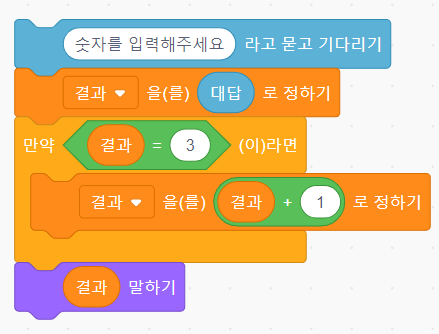 숫자를 입력해주세요 라고 묻고 기다리기
결과 을(를) 대답 로 정하기
만약 결과 = 3 (이)라면
결과 을(를) 결과 + 1 로 정하기
결과 말하기